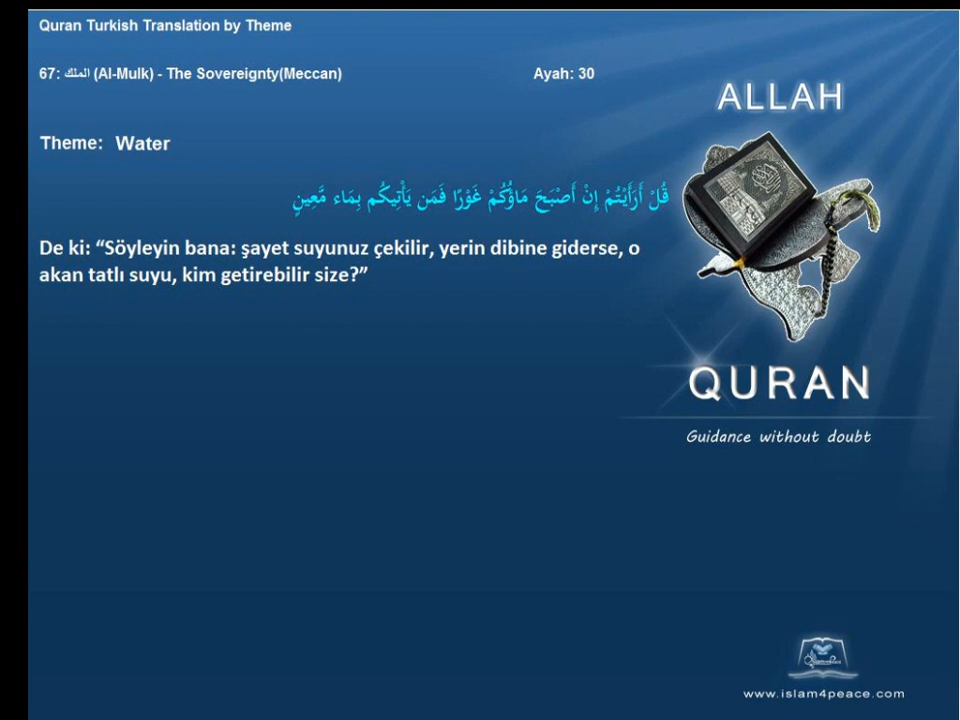 Quran Turkish Translation by Theme
67: الملك (Al-Mulk) - The Sovereignty(Meccan) Ayah: 30
ALLAH
Theme: Water
قُلْ أَرَأَيْتُمْ إِنْ أَصْبَحَ مَاؤُكُمْ غَوْرًا فَمَن يَأْتِيكُم بِمَاء مَّعِينٍ
De ki: “Söyleyin bana: şayet suyunuz çekilir, yerin dibine giderse, o
akan tatlı suyu, kim getirebilir size?”
QURAN
Guidance without doubt
www.islam4peace.com